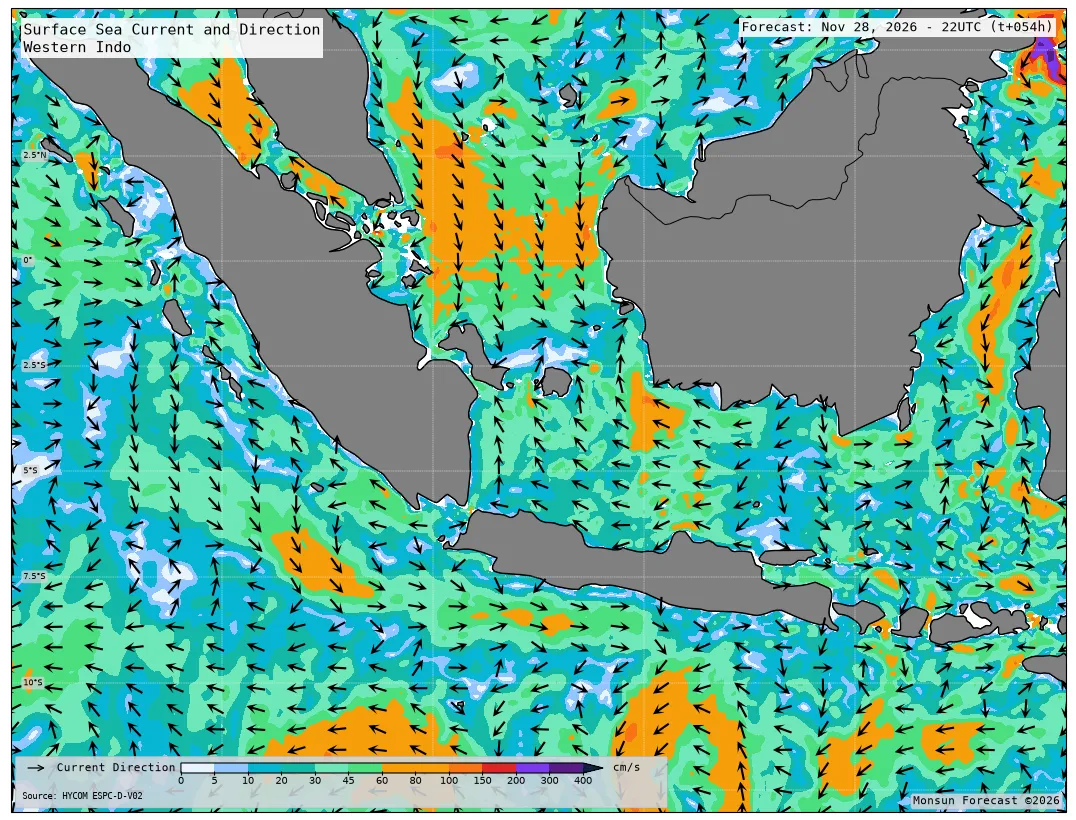 Surface Sea Current and Direction
Western Indo
Forecast: Nov 28, 2026 - 22UTC (t+054h)
2.5°N
0°
2.5°S
5°S
7.5°S
10°S
Current Direction
0 5 10 20 30 45 60 80 100 150 200 300 400
cm/s
Source: HYCOM ESPC-D-V02
Monsun Forecast ©2026